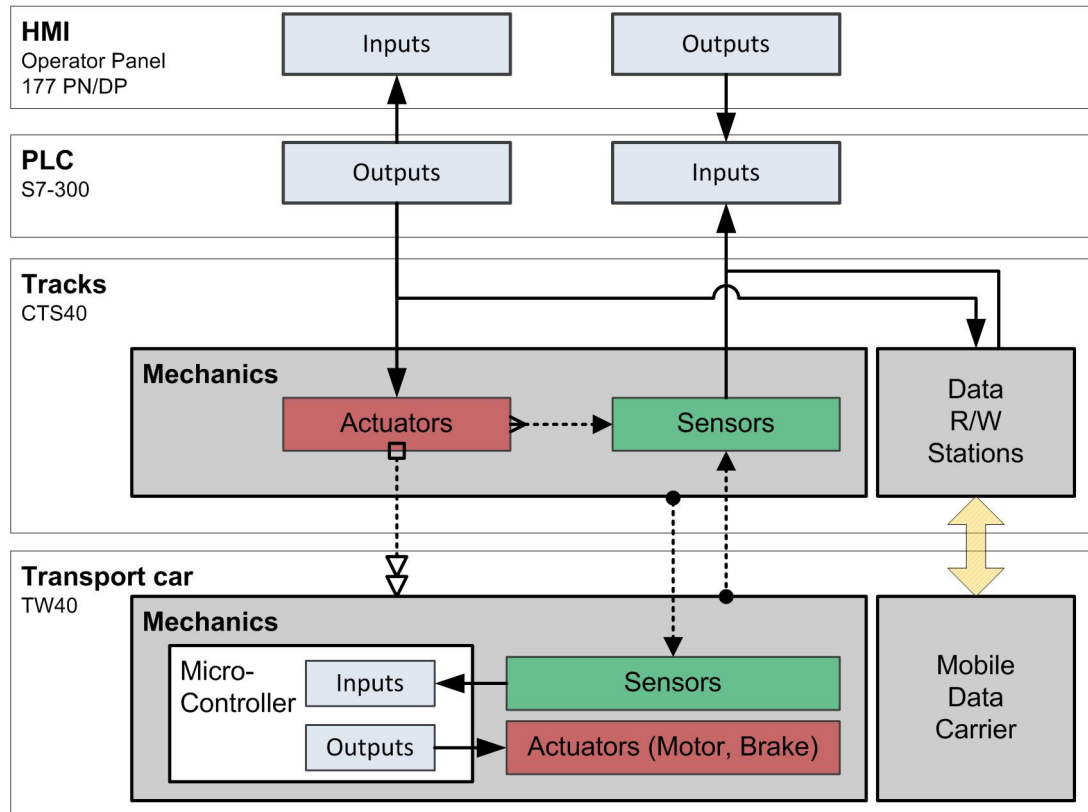 HMI
Operator Panel
177 PN/DP
Inputs
Outputs
PLC
S7-300
Outputs
Inputs
Tracks
CTS40
Mechanics
Actuators
Sensors
Data
R/W
Stations
Transport car
TW40
Mechanics
Micro-
Controller
Inputs
Outputs
Sensors
Actuators (Motor, Brake)
Mobile
Data
Carrier